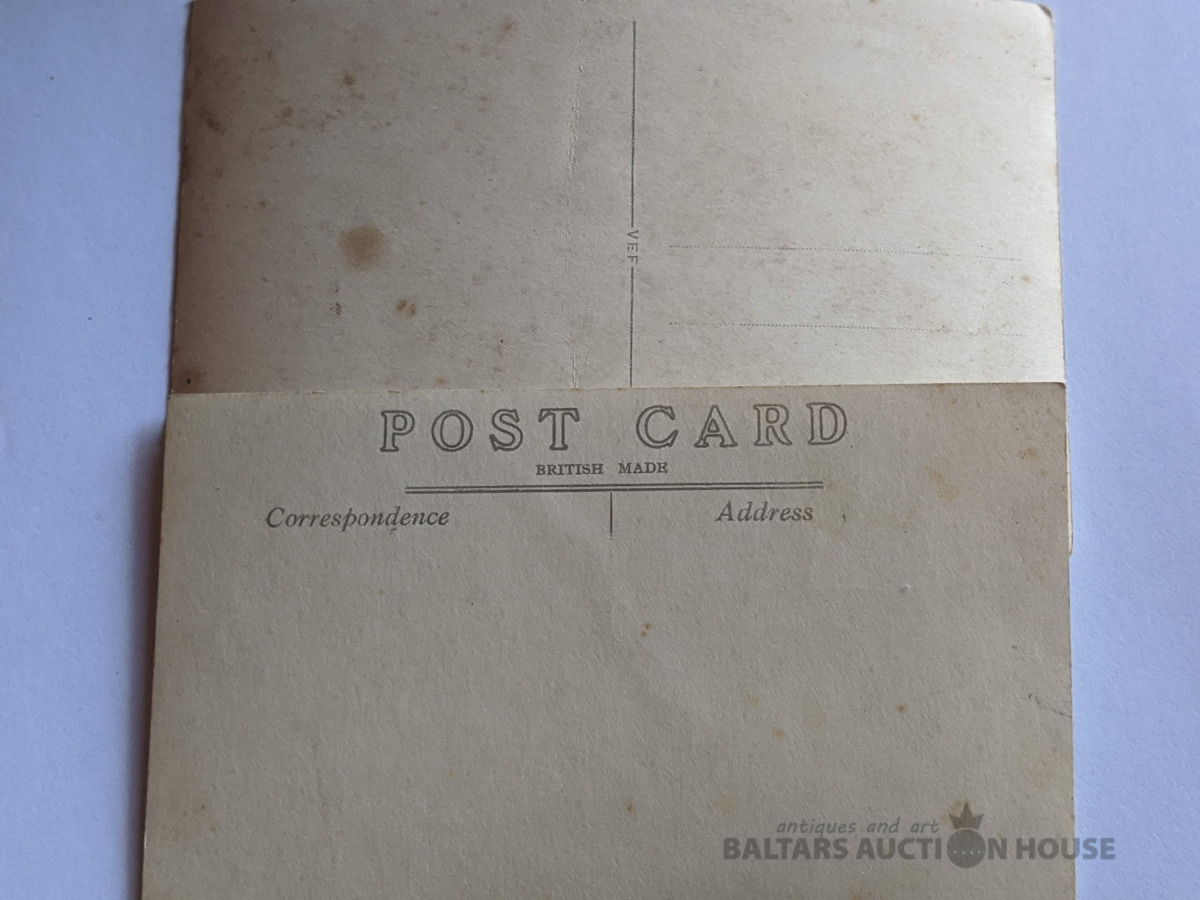 VEF
POST CARD
BRITISH MADE
Correspondence
Address
antiques and art
BALTARS AUCTION HOUSE